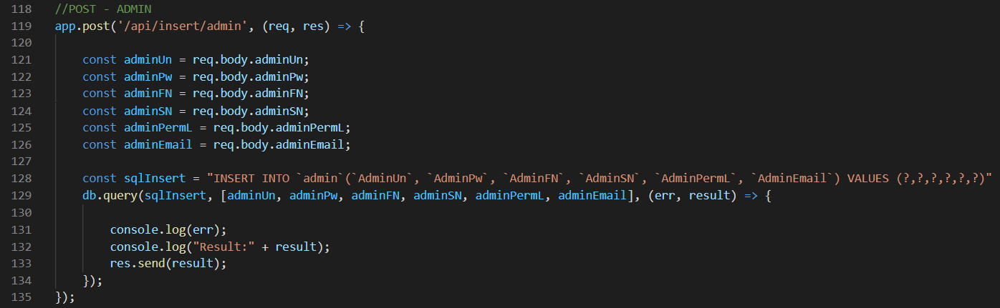 118 //POST - ADMIN
119 app.post('/api/insert/admin', (req, res) => {
120
121 const adminUn = req.body.adminUn;
122 const adminPw = req.body.adminPw;
123 const adminFN = req.body.adminFN;
124 const adminSN = req.body.adminSN;
125 const adminPermL = req.body.adminPermL;
126 const adminEmail = req.body.adminEmail;
127
128 const sqlInsert = "INSERT INTO `admin`(`AdminUn`, `AdminPw`, `AdminFN`, `AdminSN`, `AdminPermL`, `AdminEmail`) VALUES (?,?,?,?,?,?)"
129 db.query(sqlInsert, [adminUn, adminPw, adminFN, adminSN, adminPermL, adminEmail], (err, result) => {
130
131 console.log(err);
132 console.log("Result:" + result);
133 res.send(result);
134 });
135 });